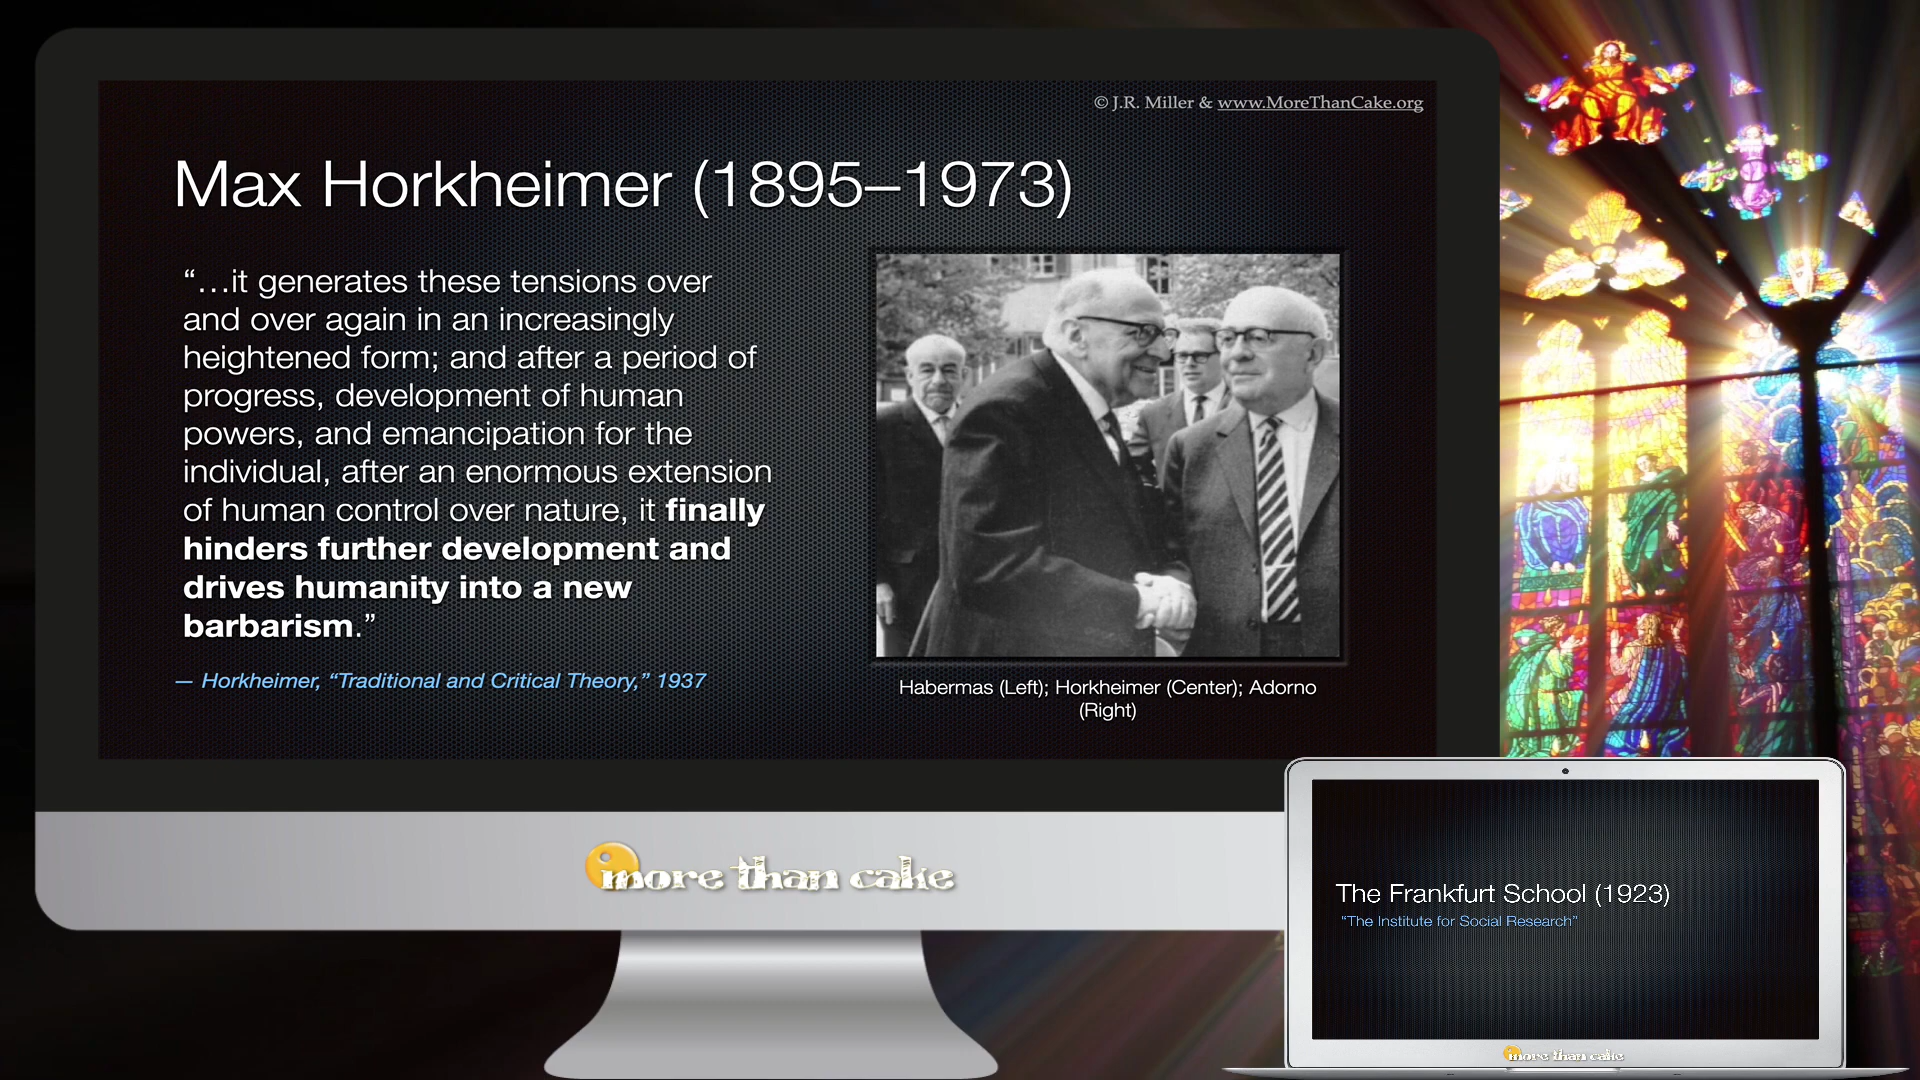 © J.R. Miller & www.MoreThanCake.org
Max Horkheimer (1895–1973)
“…it generates these tensions over
and over again in an increasingly
heightened form; and after a period of
progress, development of human
powers, and emancipation for the
individual, after an enormous extension
of human control over nature, it finally
hinders further development and
drives humanity into a new
barbarism.”
— Horkheimer, “Traditional and Critical Theory,” 1937
Habermas (Left); Horkheimer (Center); Adorno
(Right)
more than cake
The Frankfurt School (1923)
“The Institute for Social Research”
more than cake